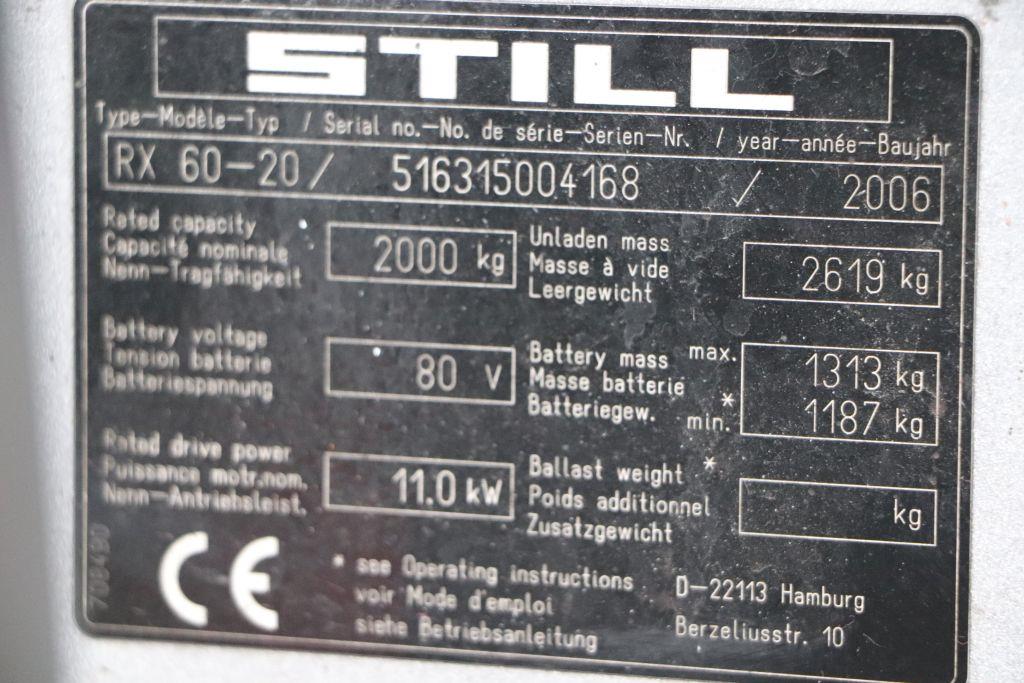 STILL
Type-Modèle-Typ / Serial no.-No. de série-Serien-Nr. / year-année-Baujahr
RX 60-20 / 516315004168 / 2006
Rated capacity
Capacité nominale
Nenn-Tragfähigkeit
2000 kg
Unladen mass
Masse à vide
Leergewicht
2619 kg
Battery voltage
Tension batterie
Batteriespannung
80 V
Battery mass
Masse batterie
Batteriegew.
max. 1313 kg
* min. 1187 kg
Rated drive power
Puissance motr.nom.
Nenn-Antriebsleist.
11.0 kW
Ballast weight *
Poids additionnel
Zusatzgewicht
kg
CE
* see Operating instructions
voir Mode d'emploi
siehe Betriebsanleitung
D-22113 Hamburg
Berzeliusstr. 10